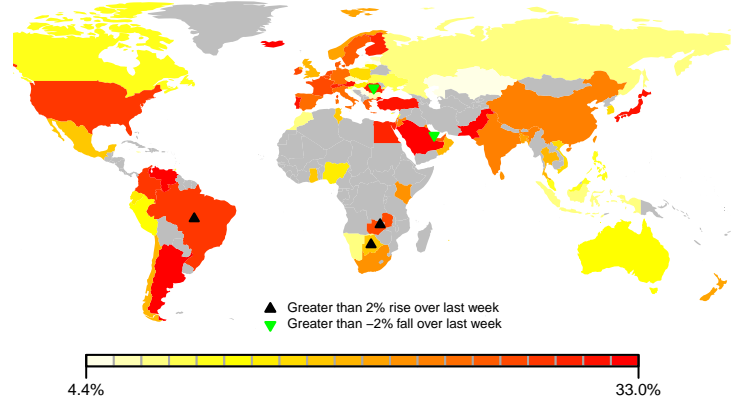 Greater than 2% rise over last week
Greater than −2% fall over last week
4.4%
33.0%